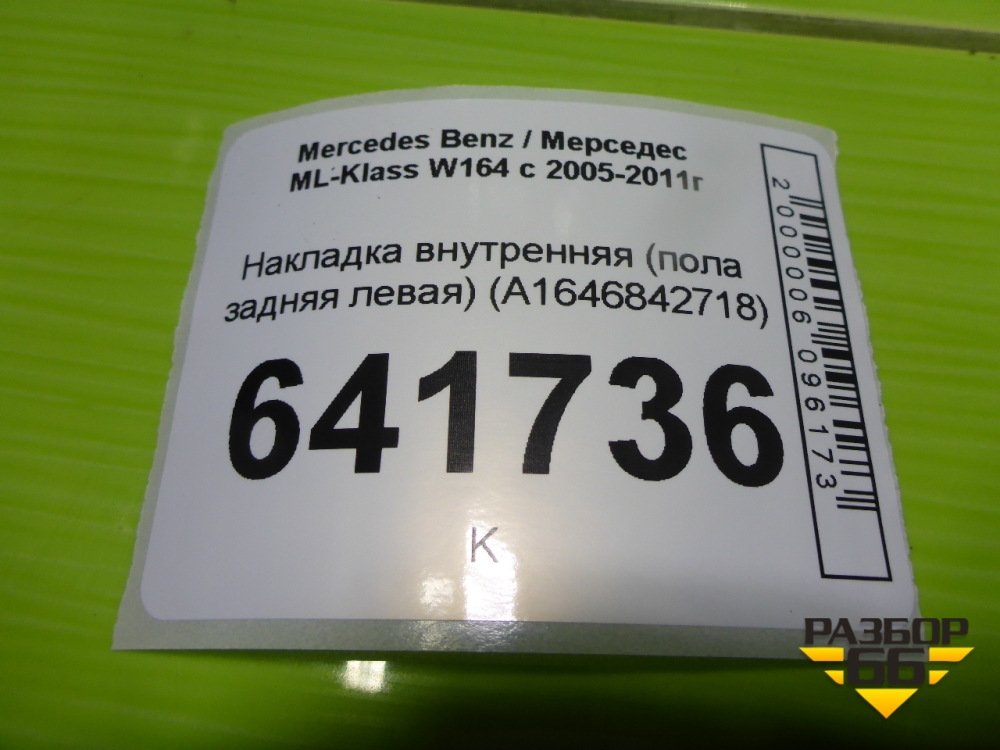 Mercedes Benz / Мерседес
ML-Klass W164 с 2005-2011г
Накладка внутренняя (пола
задняя левая) (A1646842718)
641736
К
2000006096173
РАЗБОР
66